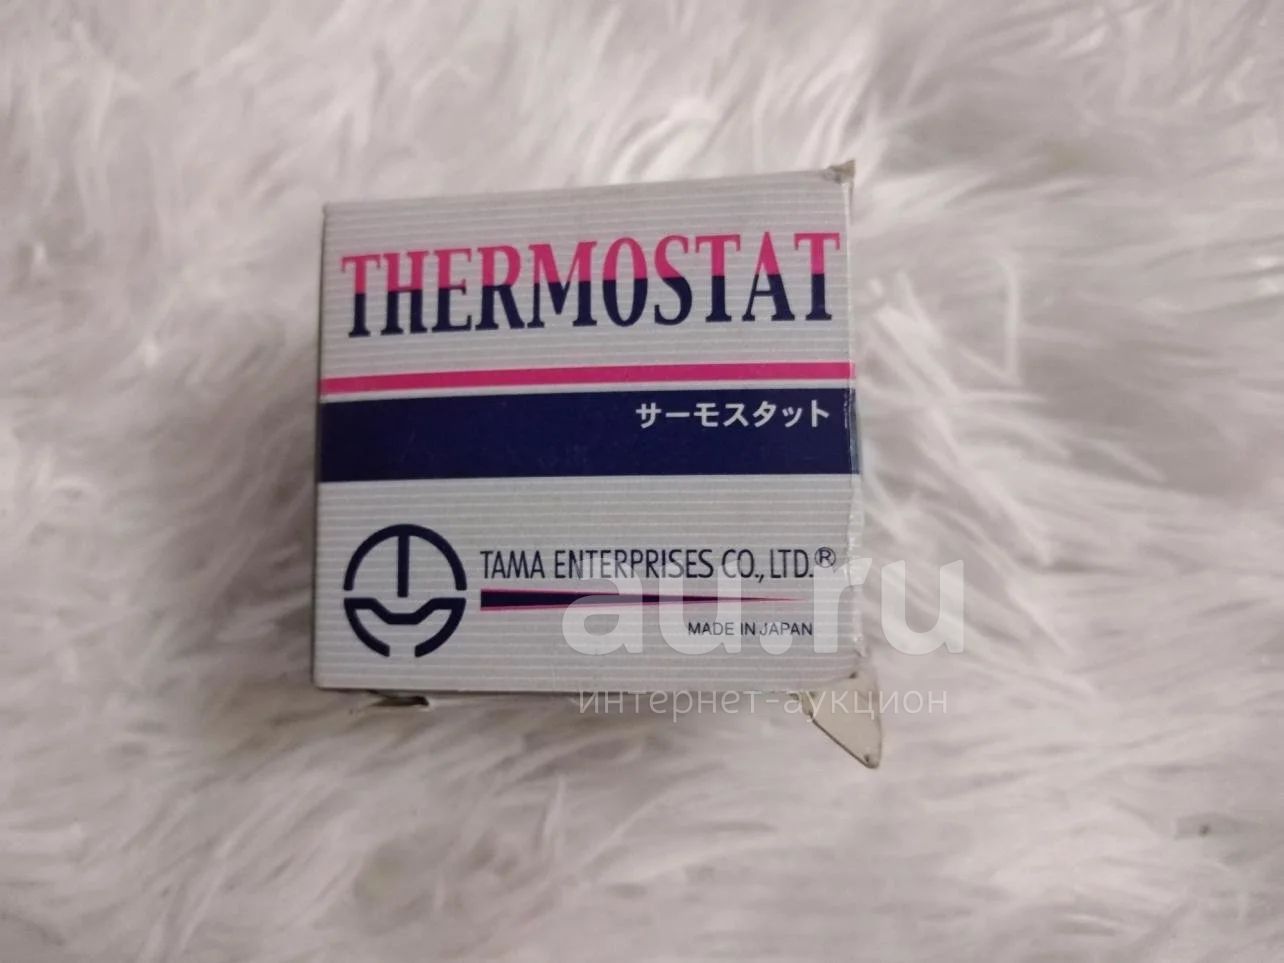 THERMOSTAT
サーモスタット
TAMA ENTERPRISES CO., LTD.®
MADE IN JAPAN
au.ru
интернет-аукцион